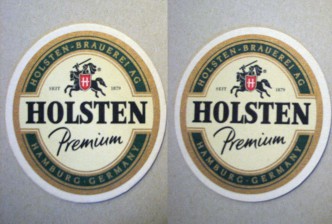 HOLSTEN-BRAUEREI AG
SEIT 1879
HOLSTEN
Premium
HAMBURG-GERMANY
HOLSTEN-BRAUEREI AG
SEIT 1879
HOLSTEN
Premium
HAMBURG-GERMANY